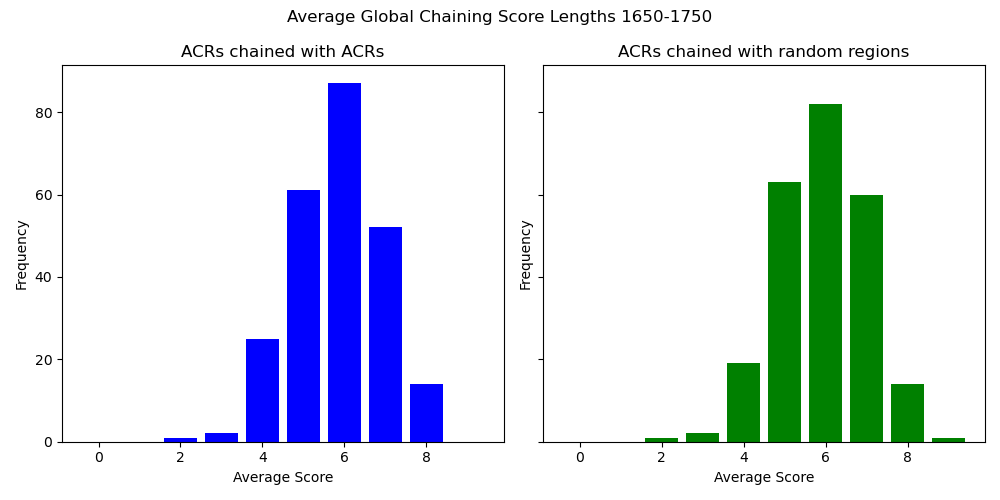 Average Global Chaining Score Lengths 1650-1750
ACRs chained with ACRs
Frequency
80
60
40
20
0
0 2 4 6 8
Average Score
ACRs chained with random regions
Frequency
0 2 4 6 8
Average Score